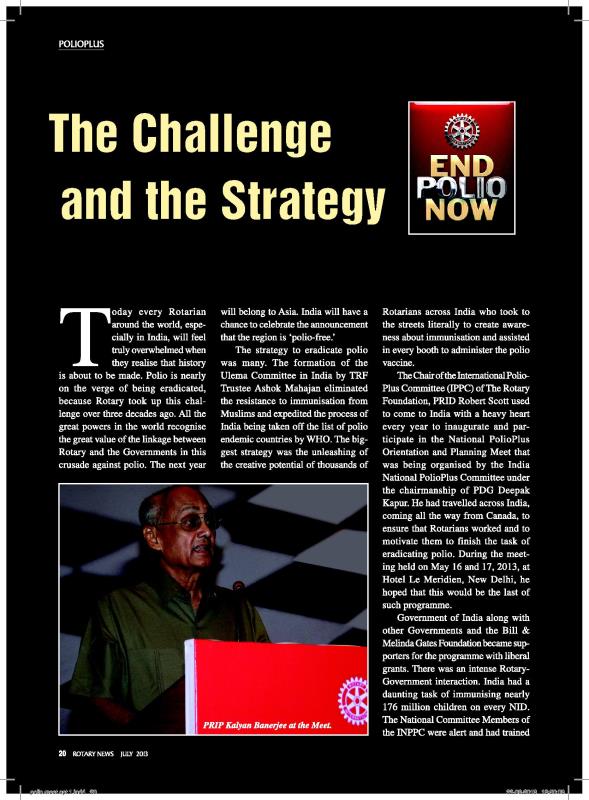 POLIOPLUS
The Challenge
and the Strategy
END
POLIO
NOW
Today every Rotarian
around the world, espe-
cially in India, will feel
truly overwhelmed when
they realise that history
is about to be made. Polio is nearly
on the verge of being eradicated,
because Rotary took up this chal-
lenge over three decades ago. All the
great powers in the world recognise
the great value of the linkage between
Rotary and the Governments in this
crusade against polio. The next year
will belong to Asia. India will have a
chance to celebrate the announcement
that the region is ‘polio-free.’
The strategy to eradicate polio
was many. The formation of the
Ulema Committee in India by TRF
Trustee Ashok Mahajan eliminated
the resistance to immunisation from
Muslims and expedited the process of
India being taken off the list of polio
endemic countries by WHO. The big-
gest strategy was the unleashing of
the creative potential of thousands of
Rotarians across India who took to
the streets literally to create aware-
ness about immunisation and assisted
in every booth to administer the polio
vaccine.
The Chair of the International Polio-
Plus Committee (IPPC) of The Rotary
Foundation, PRID Robert Scott used
to come to India with a heavy heart
every year to inaugurate and par-
ticipate in the National PolioPlus
Orientation and Planning Meet that
was being organised by the India
National PolioPlus Committee under
the chairmanship of PDG Deepak
Kapur. He had travelled across India,
coming all the way from Canada, to
ensure that Rotarians worked and to
motivate them to finish the task of
eradicating polio. During the meet-
ing held on May 16 and 17, 2013, at
Hotel Le Meridien, New Delhi, he
hoped that this would be the last of
such programme.
Government of India along with
other Governments and the Bill &
Melinda Gates Foundation became sup-
porters for the programme with liberal
grants. There was an intense Rotary-
Government interaction. India had a
daunting task of immunising nearly
176 million children on every NID.
The National Committee Members of
the INPPC were alert and had trained
PRIP Kalyan Banerjee at the Meet.
20 ROTARY NEWS JULY 2013